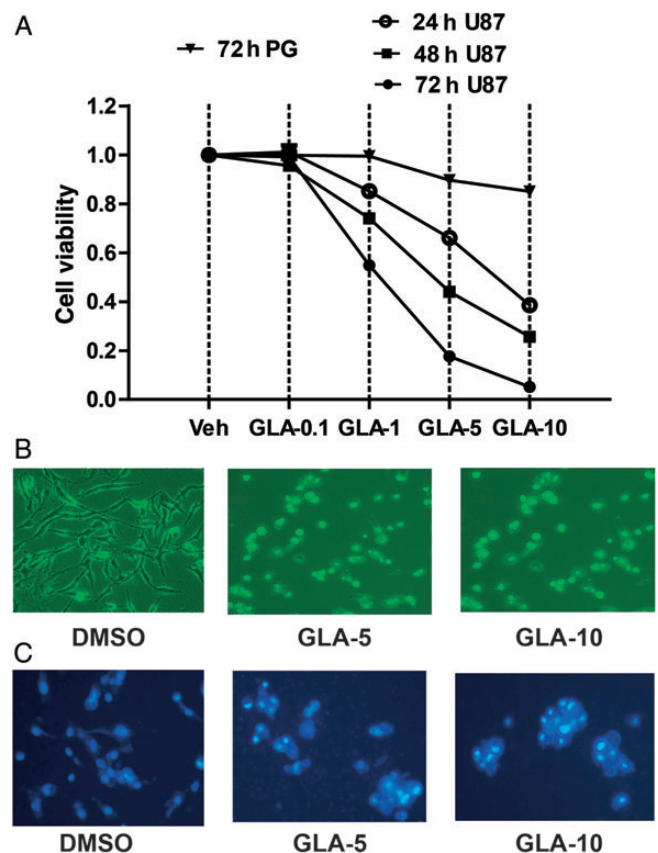 A
72 h PG
24 h U87
48 h U87
72 h U87
Cell viability
1.2
1.0
0.8
0.6
0.4
0.2
0.0
Veh GLA-0.1 GLA-1 GLA-5 GLA-10
B
DMSO GLA-5 GLA-10
C
DMSO GLA-5 GLA-10